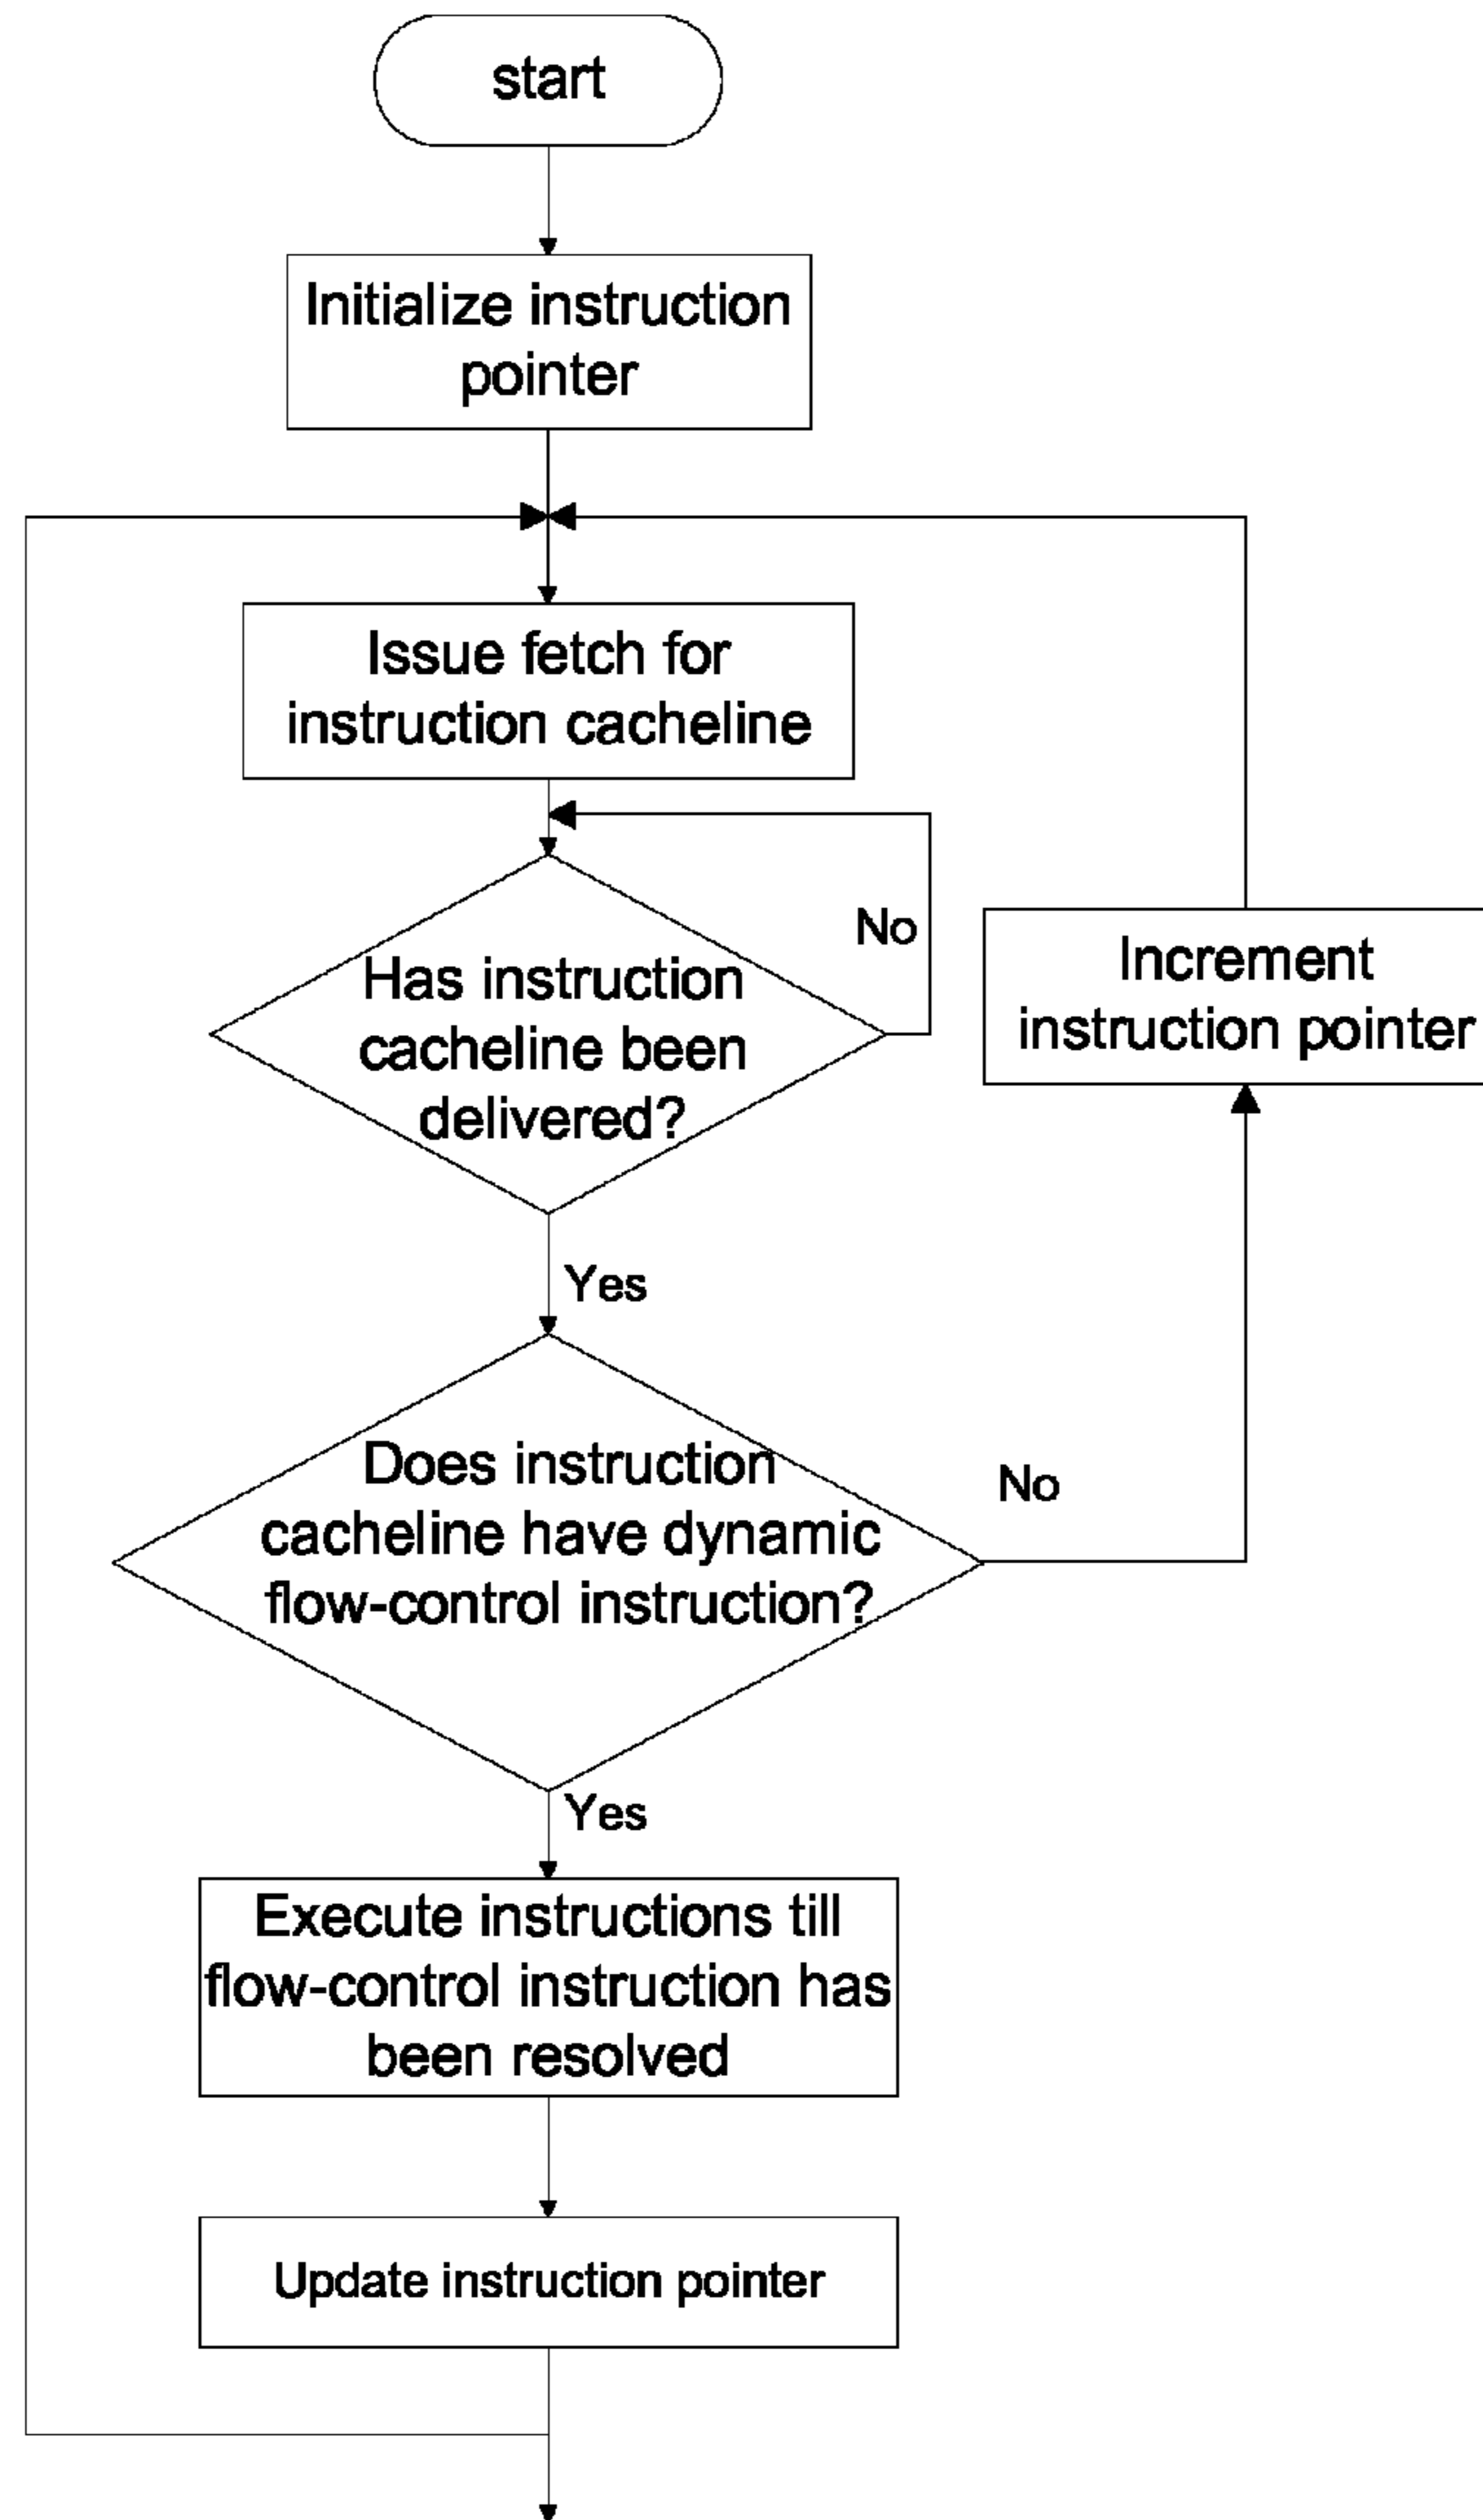 start
Initialize instruction
pointer
Issue fetch for
instruction cacheline
No
Has instruction
cacheline been
delivered?
Increment
instruction pointer
Yes
Does instruction
cacheline have dynamic
flow-control instruction?
No
Yes
Execute instructions till
flow-control instruction has
been resolved
Update instruction pointer